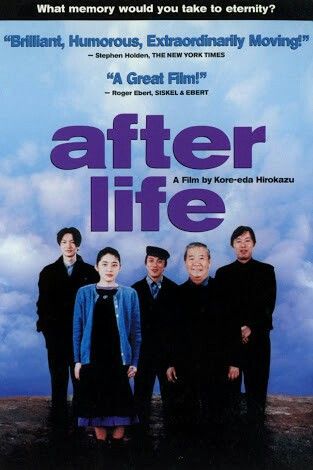 What memory would you take to eternity?
“Brilliant, Humorous, Extraordinarily Moving!”
– Stephen Holden, THE NEW YORK TIMES
“A Great Film!”
– Roger Ebert, SISKEL & EBERT
after
life
A Film by Kore-eda Hirokazu